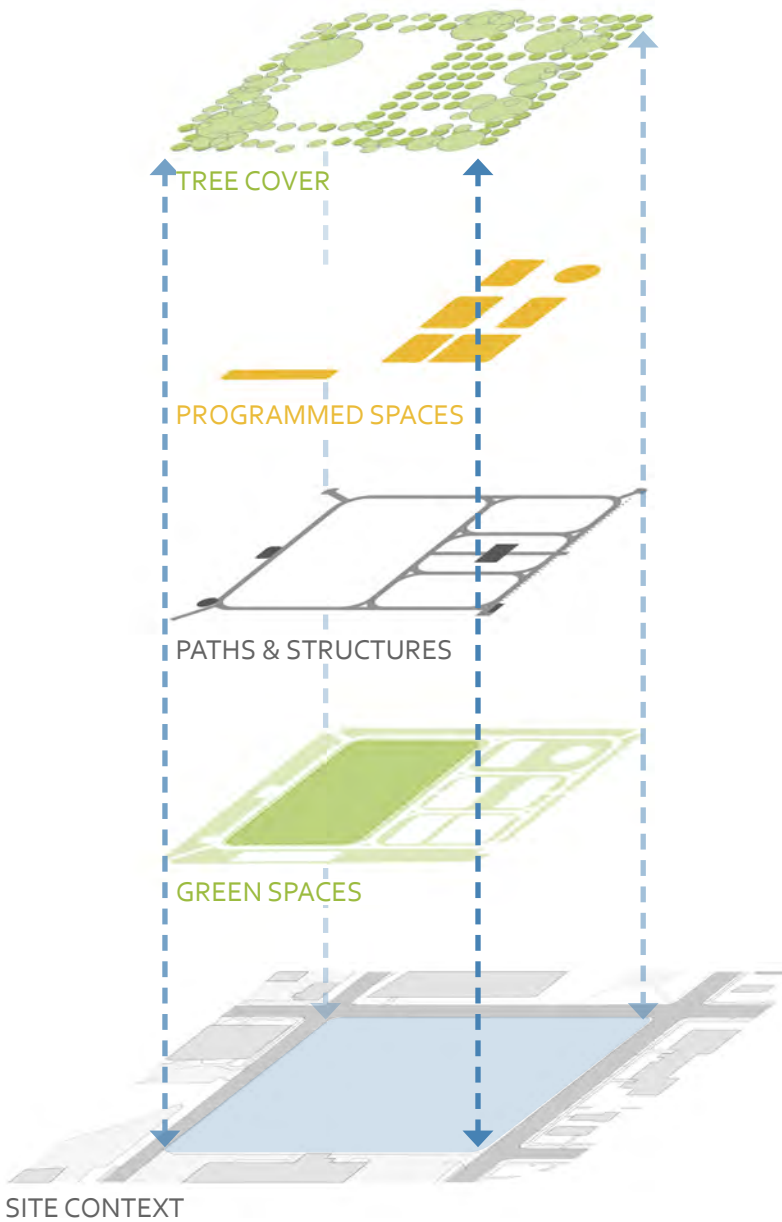 TREE COVER
PROGRAMMED SPACES
PATHS & STRUCTURES
GREEN SPACES
SITE CONTEXT